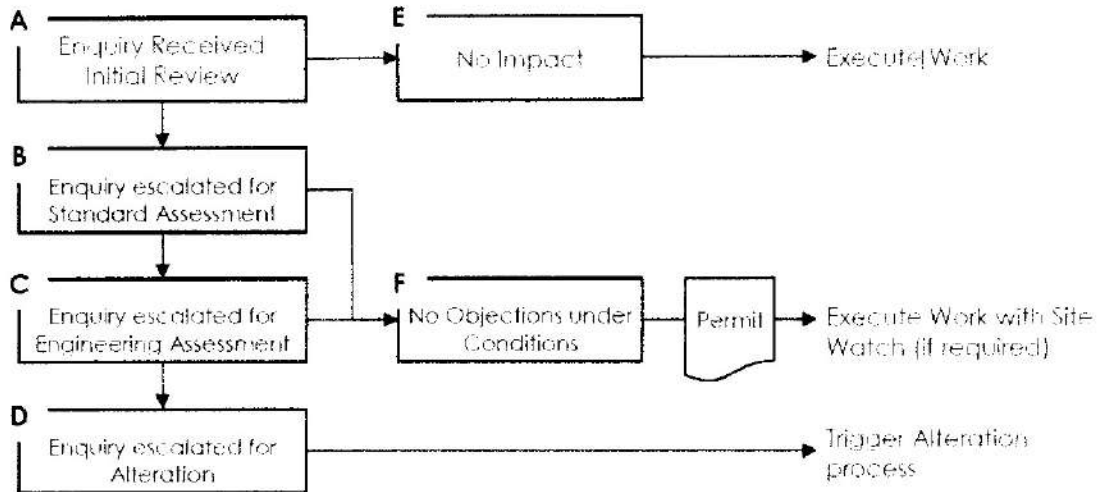 A
Enquiry Received
Initial Review
E
No Impact
Execute Work
B
Enquiry escalated for
Standard Assessment
C
Enquiry escalated for
Engineering Assessment
F
No Objections under
Conditions
Permit
Execute Work with Site
Watch (if required)
D
Enquiry escalated for
Alteration
Trigger Alteration
process